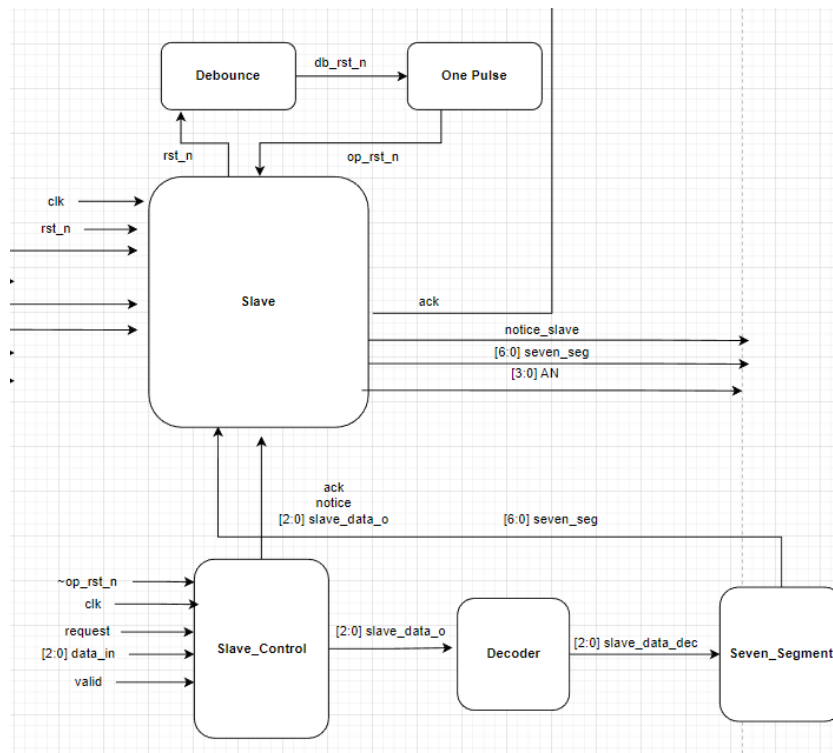 db_rst_n
Debounce
One Pulse
rst_n
op_rst_n
clk
rst_n
Slave
ack
notice_slave
[6:0] seven_seg
[3:0] AN
ack
notice
[2:0] slave_data_o
[6:0] seven_seg
~op_rst_n
clk
request
[2:0] data_in
valid
Slave_Control
[2:0] slave_data_o
Decoder
[2:0] slave_data_dec
Seven_Segment